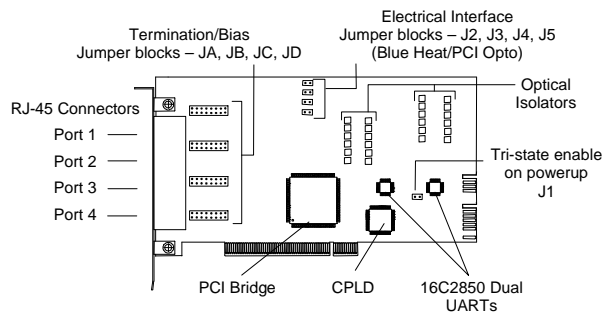 Termination/Bias
Jumper blocks – JA, JB, JC, JD
Electrical Interface
Jumper blocks – J2, J3, J4, J5
(Blue Heat/PCI Opto)
Optical
Isolators
RJ-45 Connectors
Port 1
Port 2
Port 3
Port 4
Tri-state enable
on powerup
J1
PCI Bridge
CPLD
16C2850 Dual
UARTs